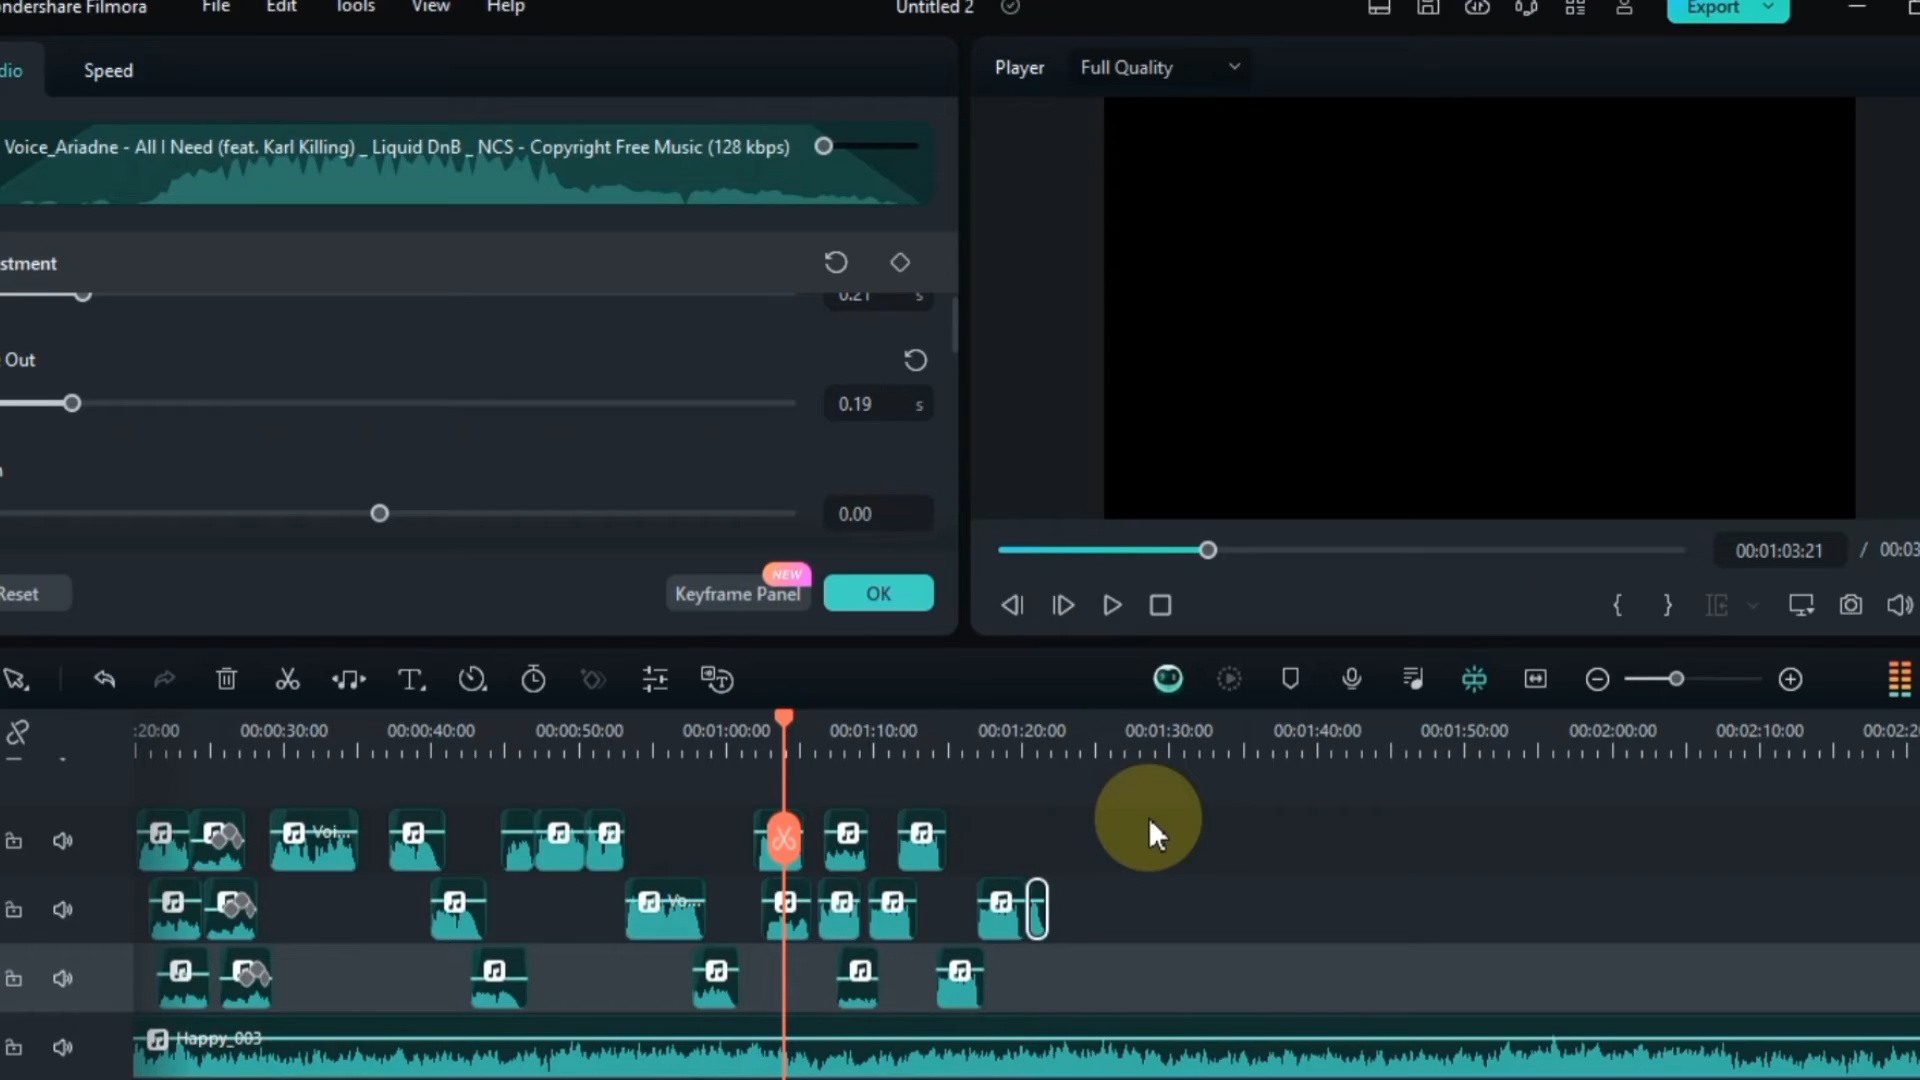 ndershare Filmora File Edit Tools View Help Untitled 2 Export
dio Speed
Player Full Quality
Voice_Ariadne - All I Need (feat. Karl Killing) _ Liquid DnB _ NCS - Copyright Free Music (128 kbps)
stment
0.21 s
Out
0.19 s
0.00
NEW
Reset Keyframe Panel OK
00:01:03:21 / 00:03
:20:00 00:00:30:00 00:00:40:00 00:00:50:00 00:01:00:00 00:01:10:00 00:01:20:00 00:01:30:00 00:01:40:00 00:01:50:00 00:02:00:00 00:02:10:00 00:02:20
Voi...
Vo...
Happy_003